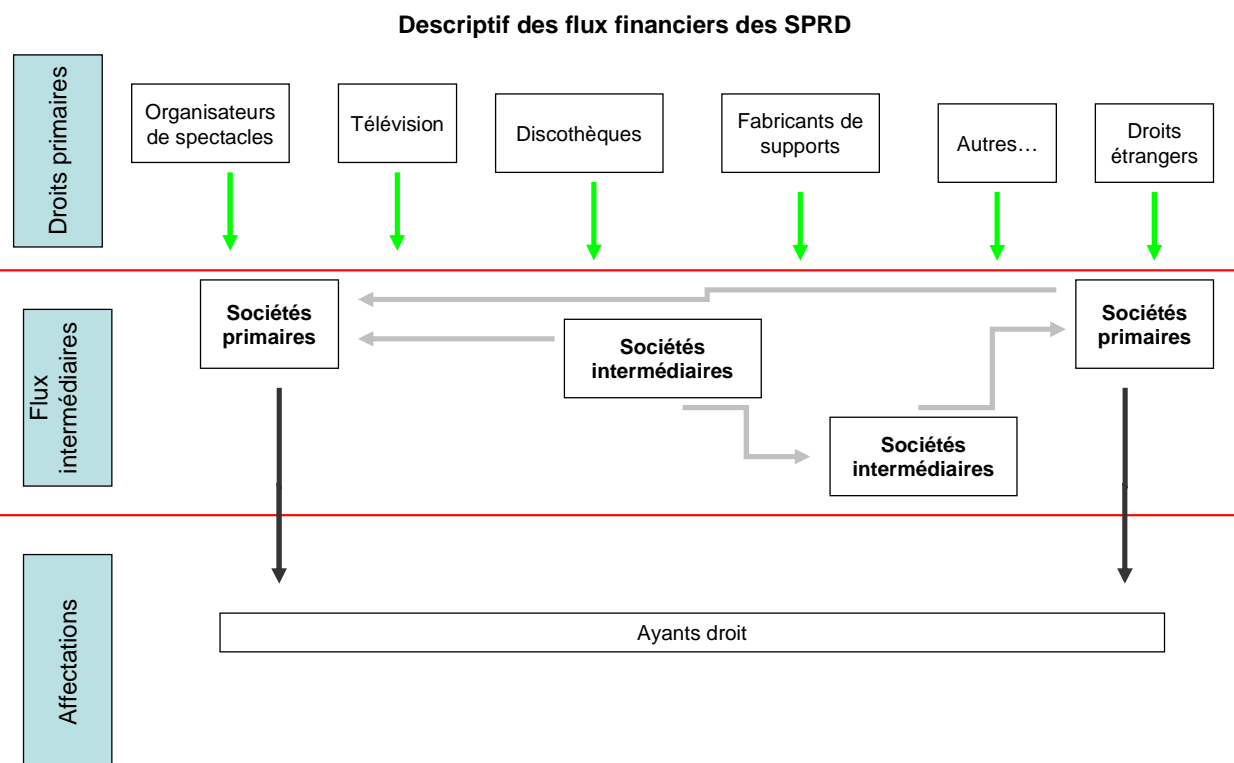 Descriptif des flux financiers des SPRD
Droits primaires
Organisateurs
de spectacles
Télévision
Discothèques
Fabricants de
supports
Autres…
Droits
étrangers
Flux
intermédiaires
Sociétés
primaires
Sociétés
intermédiaires
Sociétés
intermédiaires
Sociétés
primaires
Affectations
Ayants droit